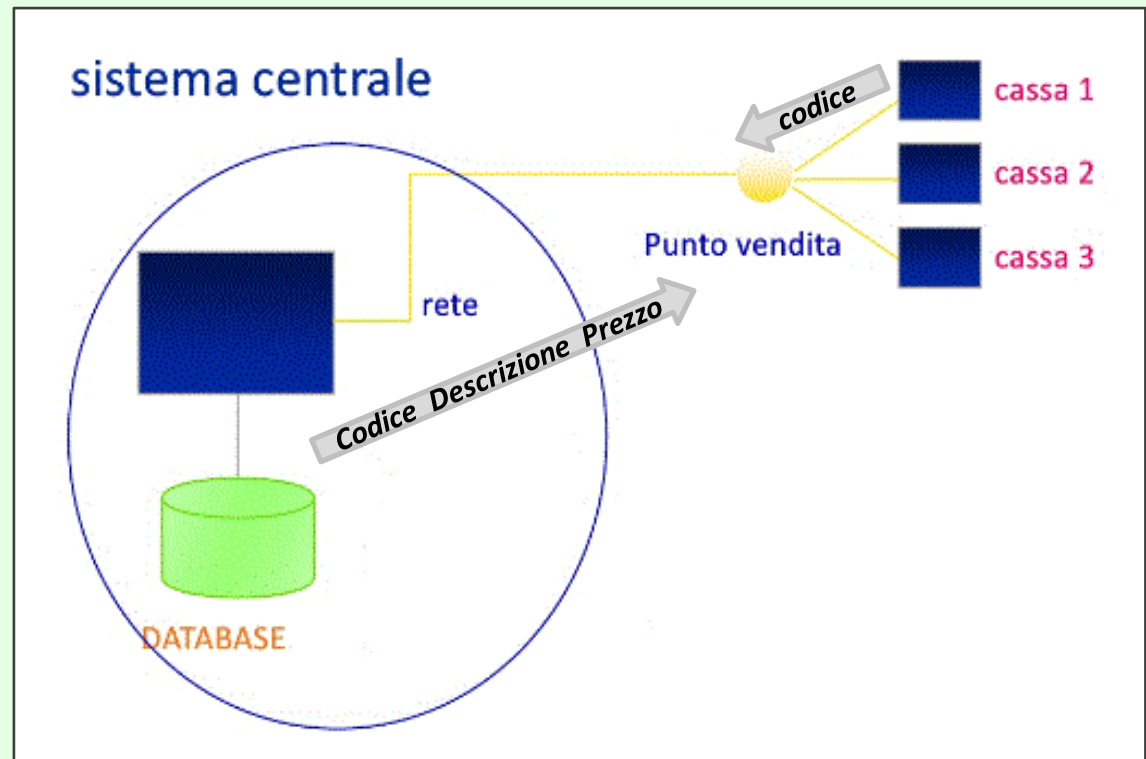 sistema centrale
codice
cassa 1
cassa 2
cassa 3
Punto vendita
rete
Codice Descrizione Prezzo
DATABASE